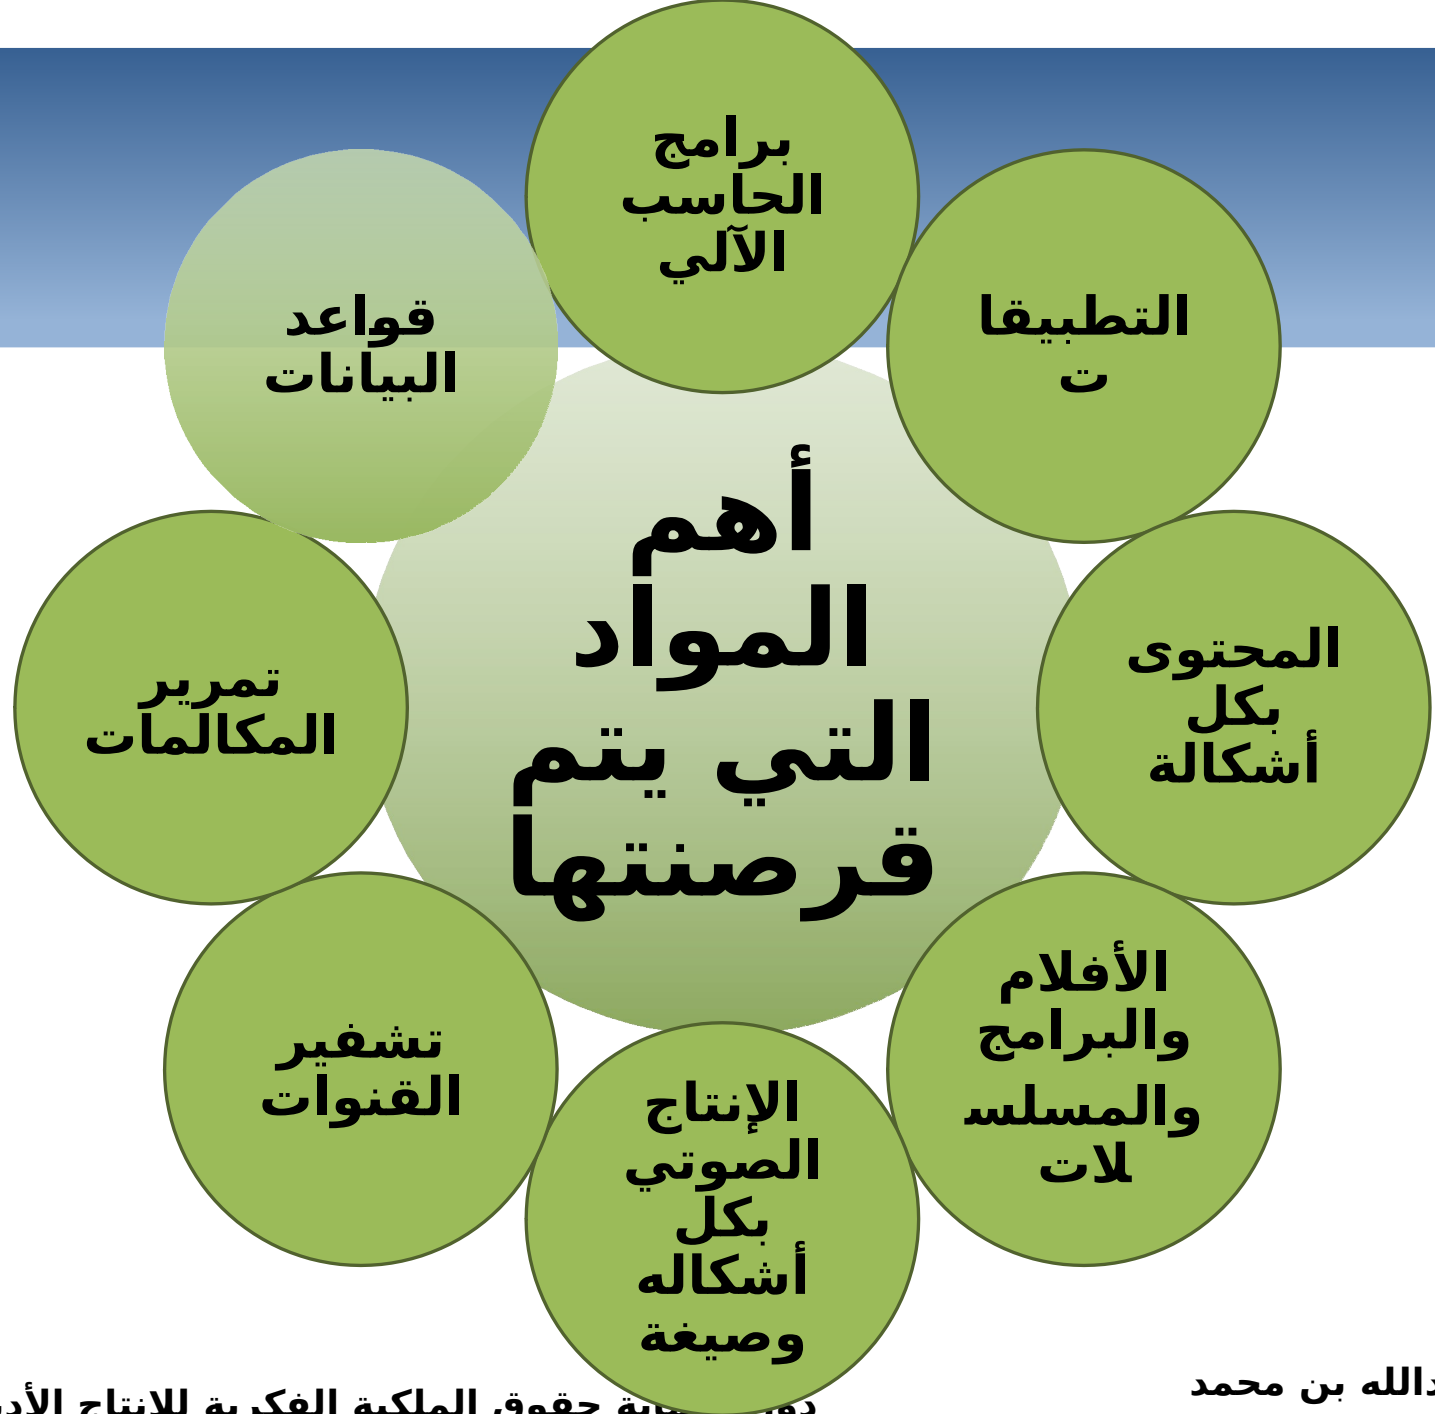 أهم
المواد
التي يتم
قرصنتها
برامج
الحاسب
الآلي
التطبيقا
ت
المحتوى
بكل
أشكالة
الأفلام
والبرامج
والمسلس
لات
الإنتاج
الصوتي
بكل
أشكاله
وصيغة
تشفير
القنوات
تمرير
المكالمات
قواعد
البيانات
بن محمد
حقوق الملكية الفكرية للإنتاج